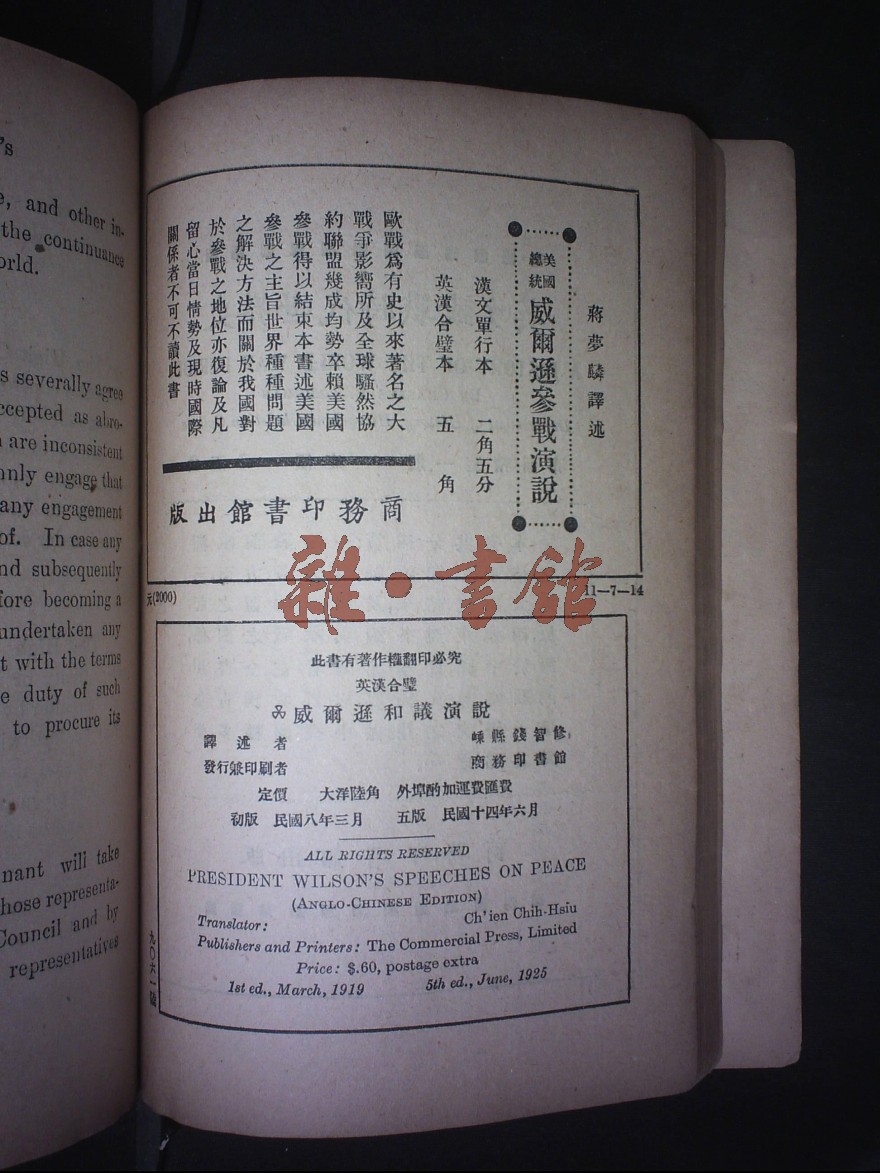 's
e, and other in-
the continuance
orld.
s severally agree
ccepted as abro-
h are inconsistent
mnly engage that
any engagement
of. In case any
nd subsequently
fore becoming a
undertaken any
t with the terms
e duty of such
to procure its
nant will take
hose representa-
Council and by
representatives
蔣夢麟譯述
美國總統 威爾遜參戰演說
漢文單行本 二角五分
英漢合璧本 五角
歐戰爲有史以來著名之大
戰爭影嚮所及全球騷然協
約聯盟幾成均勢卒賴美國
參戰得以結束本書述美國
參戰之主旨世界種種問題
之解決方法而關於我國對
於參戰之地位亦復論及凡
留心當日情勢及現時國際
關係者不可不讀此書
商務印書館出版
元(2000)
11—7—14
雜·書館
此書有著作權翻印必究
英漢合璧
威爾遜和議演說
譯述者 嵊縣錢智修
發行兼印刷者 商務印書館
定價 大洋陸角 外埠酌加運費匯費
初版 民國八年三月 五版 民國十四年六月
ALL RIGHTS RESERVED
PRESIDENT WILSON'S SPEECHES ON PEACE
(ANGLO-CHINESE EDITION)
Translator: Ch'ien Chih-Hsiu
Publishers and Printers: The Commercial Press, Limited
Price: $.60, postage extra
1st ed., March, 1919 5th ed., June, 1925
九〇六一